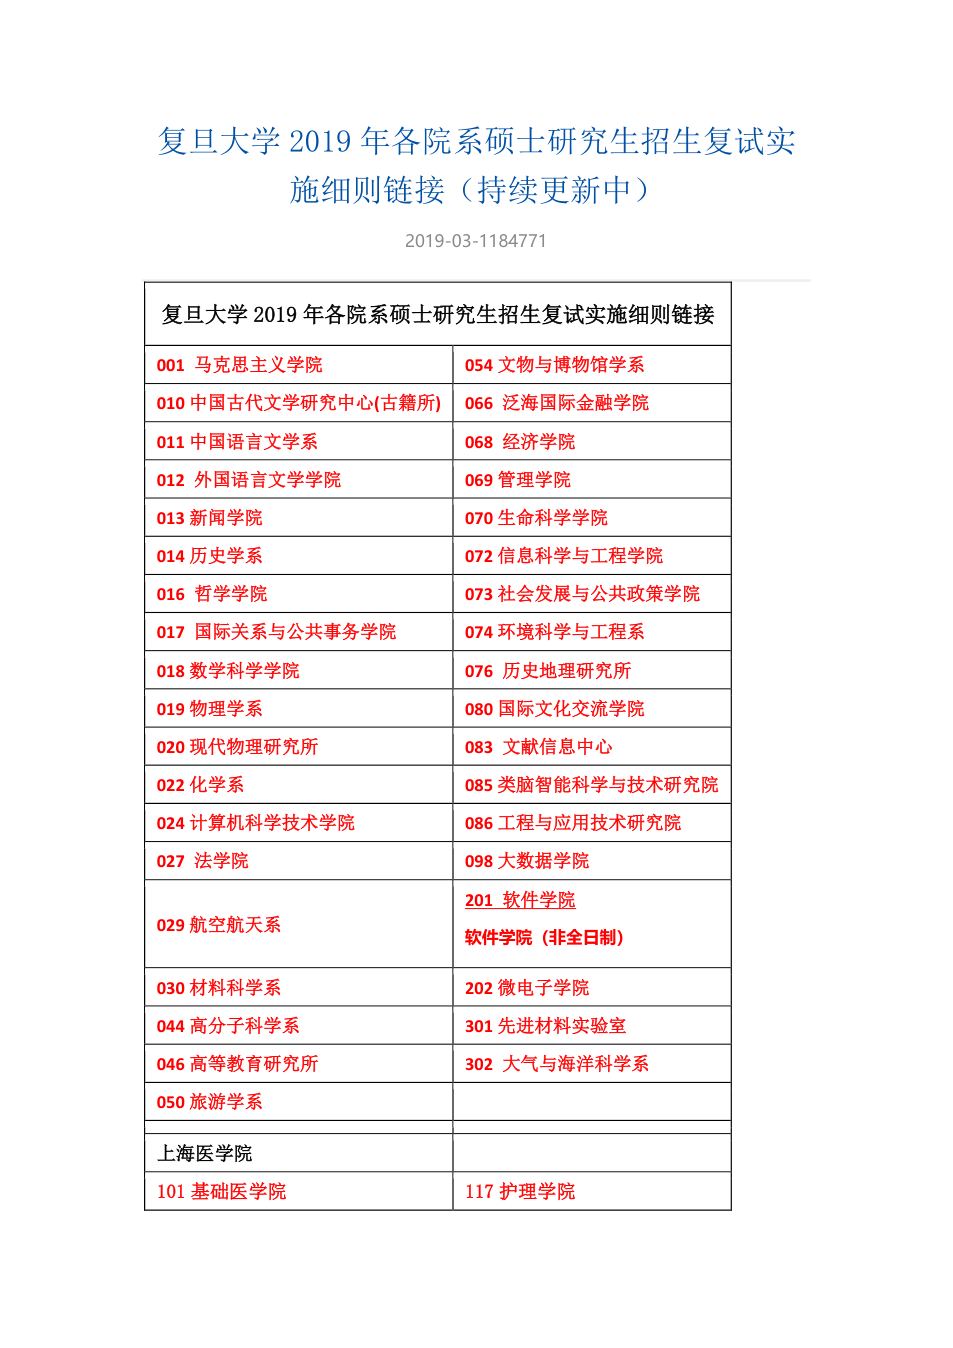 复旦大学 2019 年各院系硕士研究生招生复试实
施细则链接（持续更新中）
2019-03-1184771
复旦大学 2019 年各院系硕士研究生招生复试实施细则链接
001 马克思主义学院 054 文物与博物馆学系
010 中国古代文学研究中心(古籍所) 066 泛海国际金融学院
011 中国语言文学系 068 经济学院
012 外国语言文学学院 069 管理学院
013 新闻学院 070 生命科学学院
014 历史学系 072 信息科学与工程学院
016 哲学学院 073 社会发展与公共政策学院
017 国际关系与公共事务学院 074 环境科学与工程系
018 数学科学学院 076 历史地理研究所
019 物理学系 080 国际文化交流学院
020 现代物理研究所 083 文献信息中心
022 化学系 085 类脑智能科学与技术研究院
024 计算机科学技术学院 086 工程与应用技术研究院
027 法学院 098 大数据学院
029 航空航天系 201 软件学院
软件学院（非全日制）
030 材料科学系 202 微电子学院
044 高分子科学系 301 先进材料实验室
046 高等教育研究所 302 大气与海洋科学系
050 旅游学系
上海医学院
101 基础医学院 117 护理学院